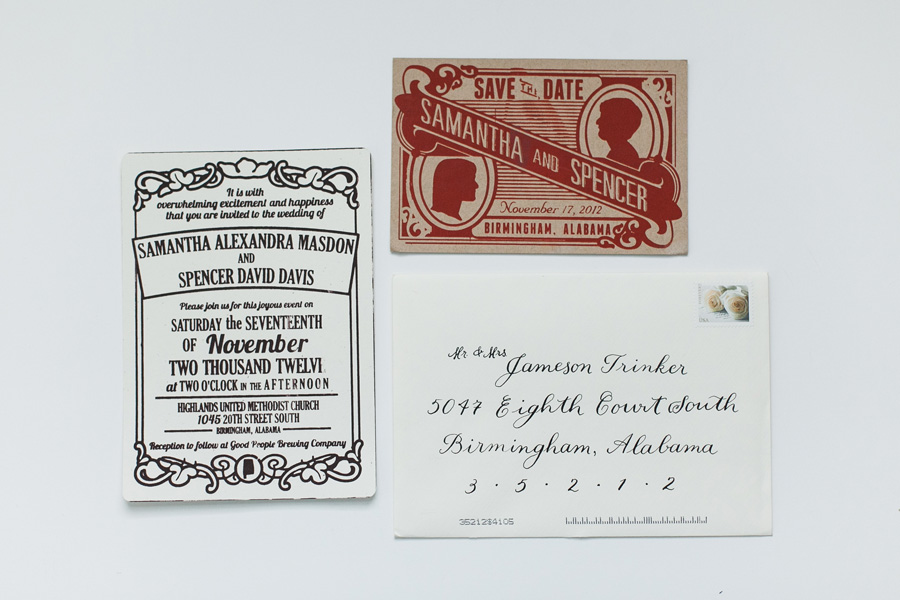 It is with
overwhelming excitement and happiness
that you are invited to the wedding of
SAMANTHA ALEXANDRA MASDON
AND
SPENCER DAVID DAVIS
Please join us for this joyous event on
SATURDAY the SEVENTEENTH
OF November
TWO THOUSAND TWELV
at TWO O'CLOCK IN THE AFTERNOON
HIGHLANDS UNITED METHODIST CHURCH
1045 20TH STREET SOUTH
BIRMINGHAM, ALABAMA
Reception to follow at Good People Brewing Company
SAVE THE DATE
SAMANTHA AND SPENCER
November 17, 2012
BIRMINGHAM, ALABAMA
Mr & Mrs Jameson Trinker
5047 Eighth Court South
Birmingham, Alabama
3 · 5 · 2 · 1 · 2
3521284105